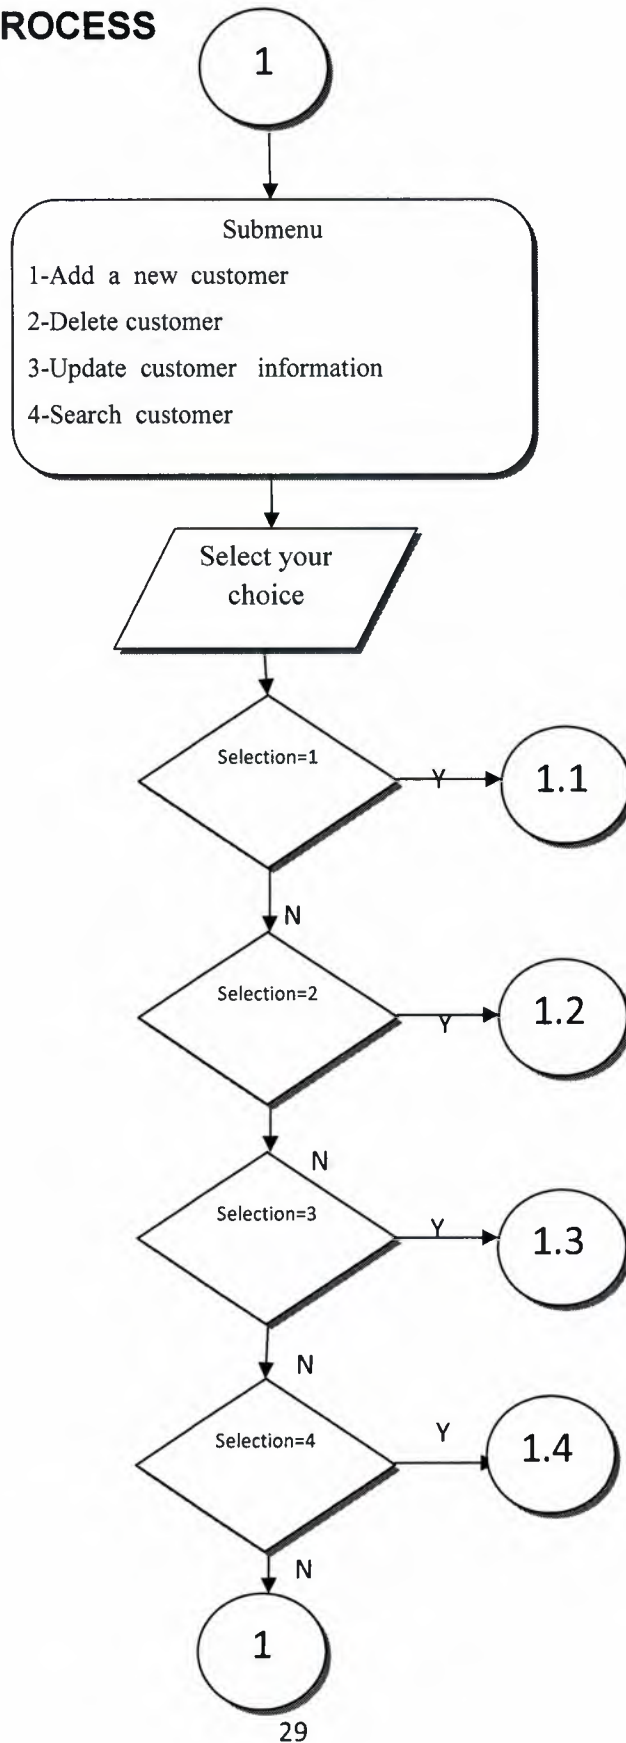 ROCESS
1
Submenu
1-Add a new customer
2-Delete customer
3-Update customer information
4-Search customer
Select your
choice
Selection=1
Y
1.1
N
Selection=2
Y
1.2
N
Selection=3
Y
1.3
N
Selection=4
Y
1.4
N
1
29